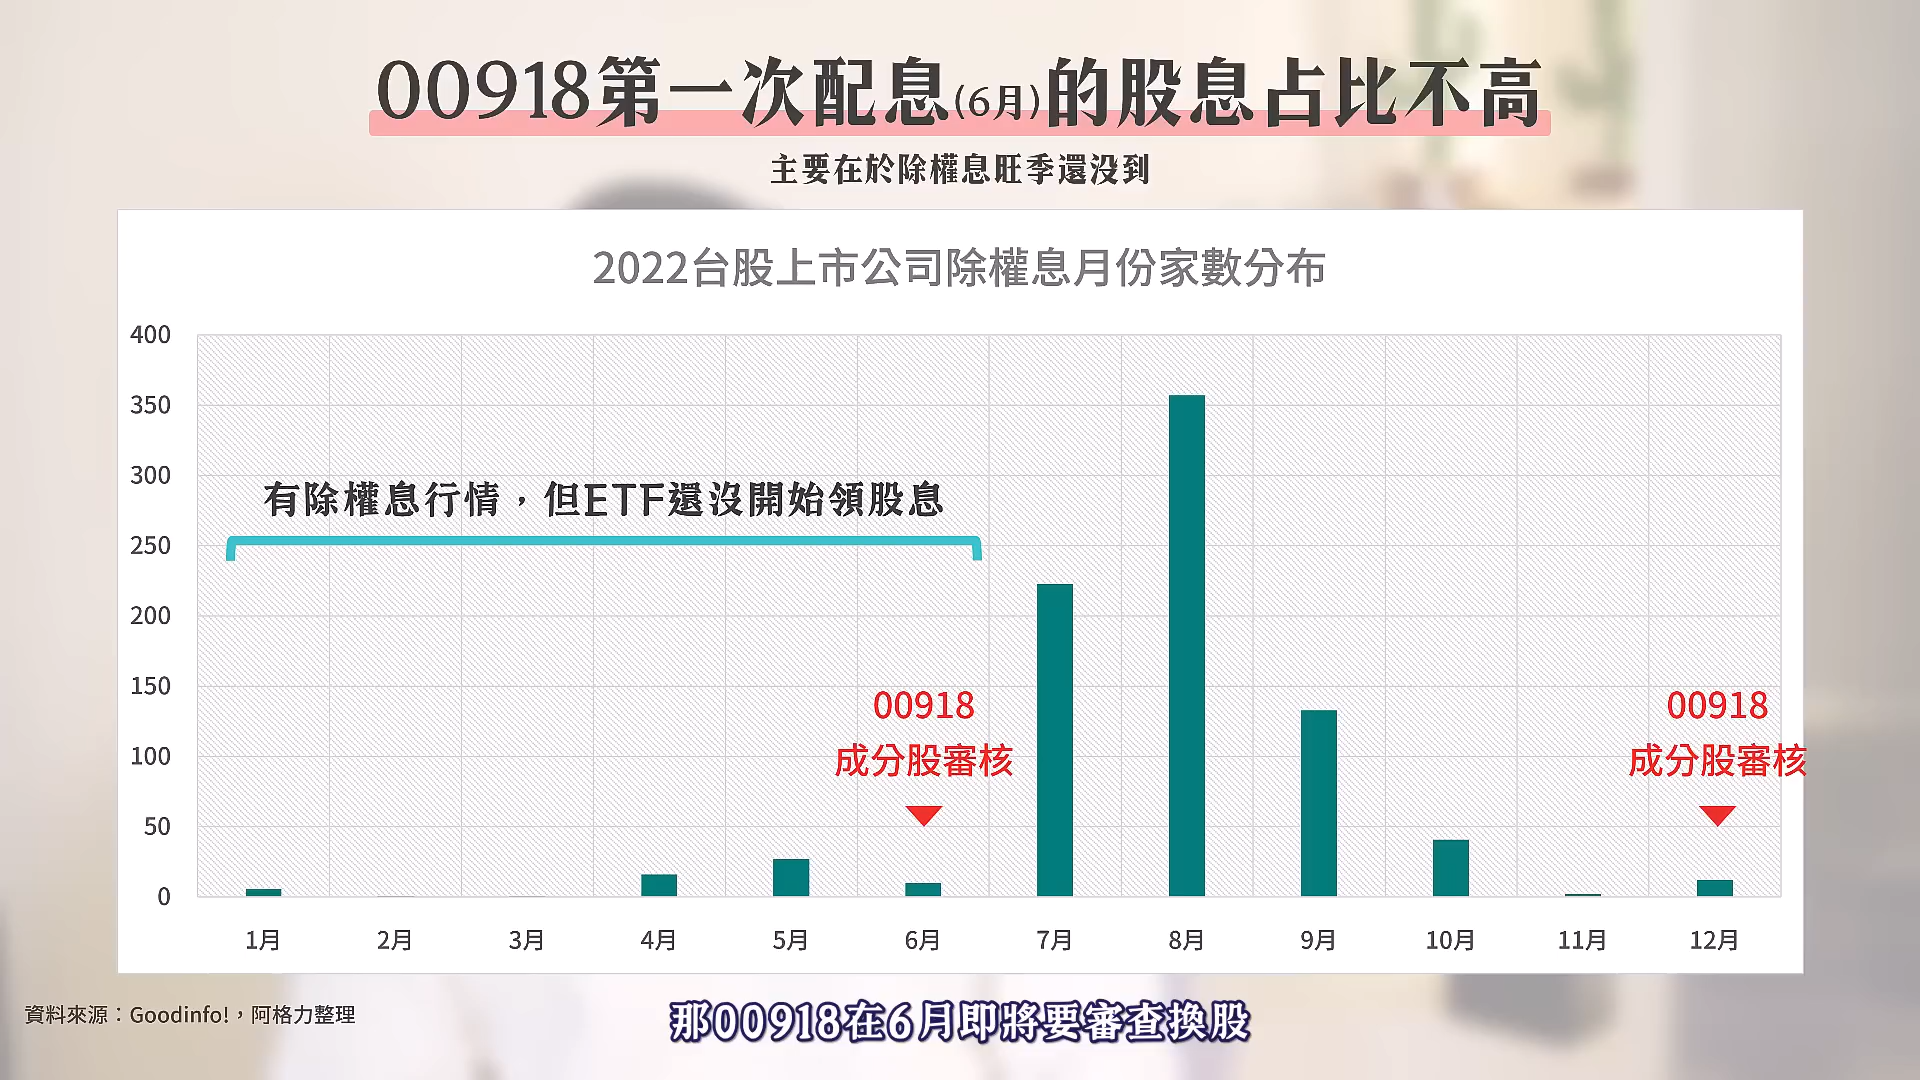 00918第一次配息(6月)的股息占比不高
主要在於除權息旺季還沒到
2022台股上市公司除權息月份家數分布
400
350
300
250
200
150
100
50
0
有除權息行情，但ETF還沒開始領股息
00918
成分股審核
00918
成分股審核
1月 2月 3月 4月 5月 6月 7月 8月 9月 10月 11月 12月
資料來源：Goodinfo!，阿格力整理
那00918在6月即將要審查換股